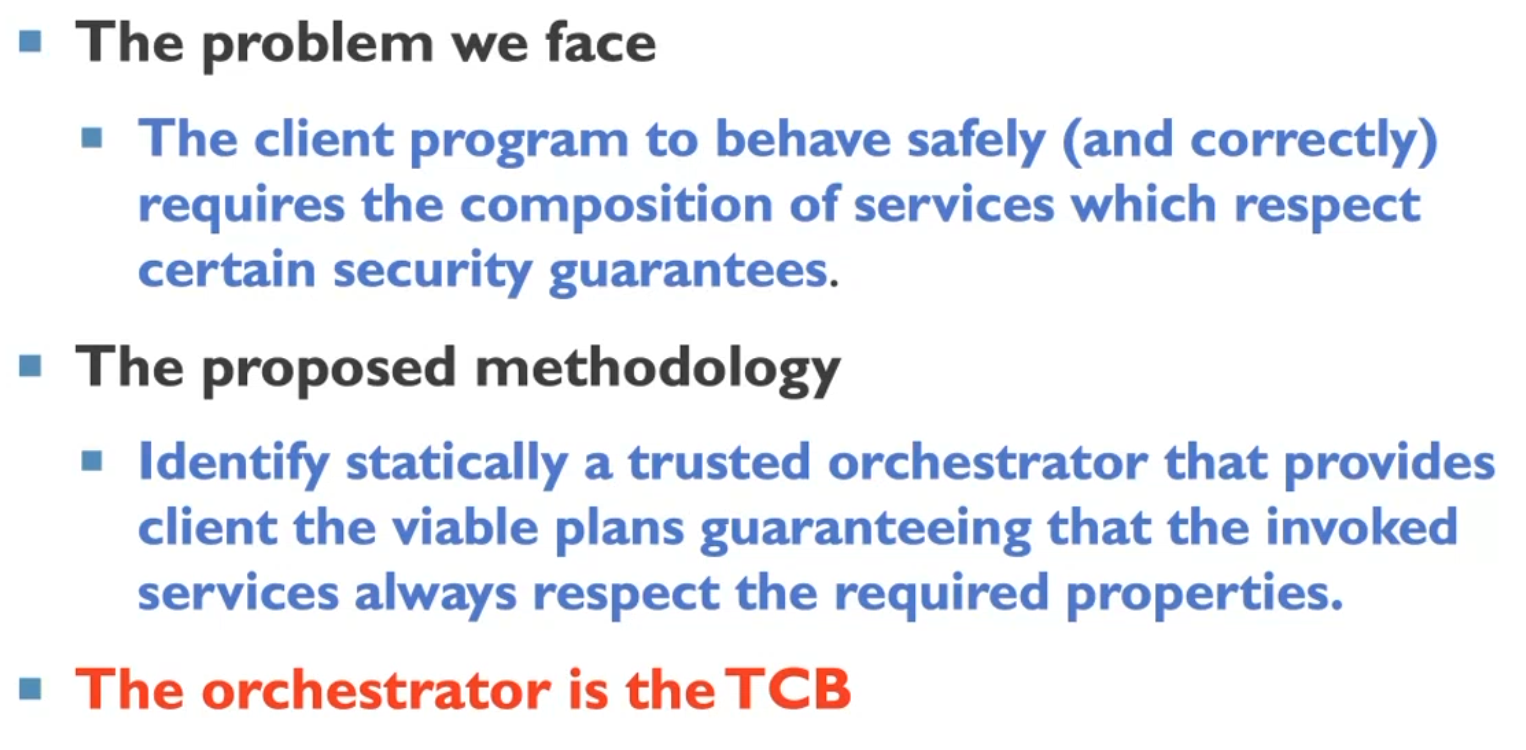 The problem we face
The client program to behave safely (and correctly)
requires the composition of services which respect
certain security guarantees.
The proposed methodology
Identify statically a trusted orchestrator that provides
client the viable plans guaranteeing that the invoked
services always respect the required properties.
The orchestrator is the TCB